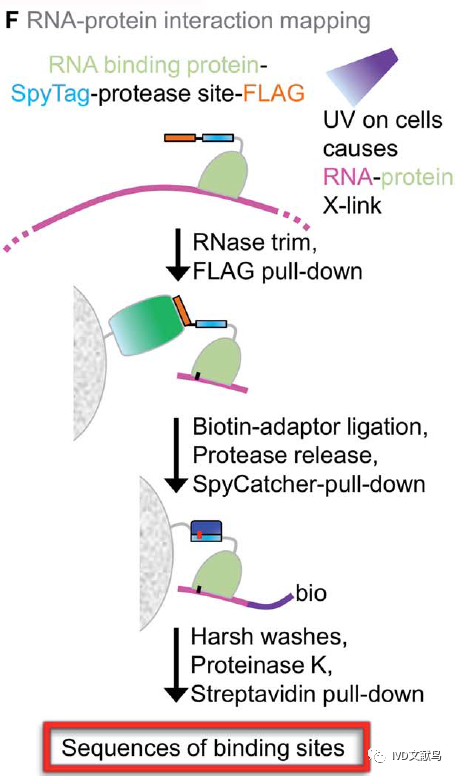 F RNA-protein interaction mapping
RNA binding protein-
SpyTag-protease site-FLAG
UV on cells
causes
RNA-protein
X-link
RNase trim,
FLAG pull-down
Biotin-adaptor ligation,
Protease release,
SpyCatcher-pull-down
bio
Harsh washes,
Proteinase K,
Streptavidin pull-down
Sequences of binding sites
IVD文献鸟